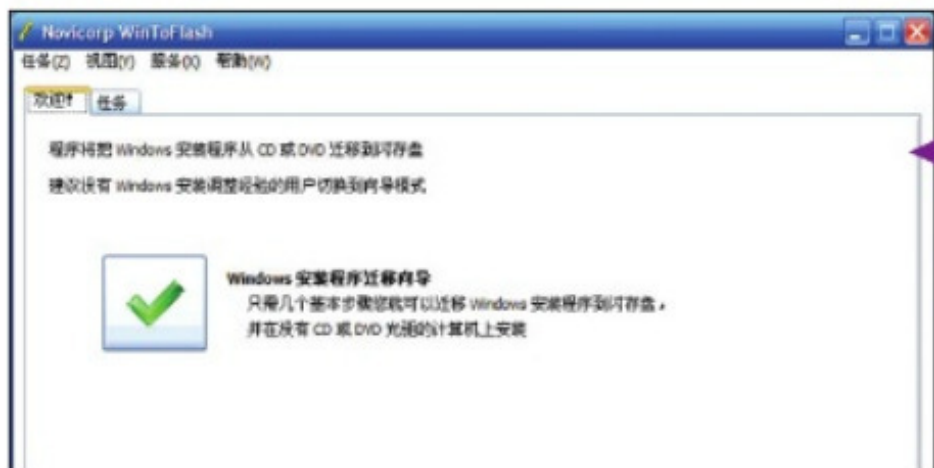 Novicorp WinToFlash
任务(Z) 视图(Y) 服务(X) 帮助(W)
欢迎! 任务
程序将把 Windows 安装程序从 CD 或 DVD 迁移到闪存盘
建议没有 Windows 安装调整经验的用户切换到向导模式
Windows 安装程序迁移向导
只需几个基本步骤您就可以迁移 Windows 安装程序到闪存盘，
并在没有 CD 或 DVD 光驱的计算机上安装